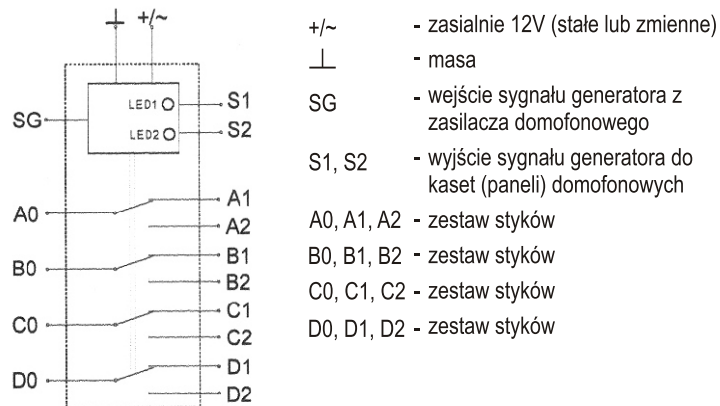 ⊥ +/~
LED1
LED2
SG
S1
S2
A0
A1
A2
B0
B1
B2
C0
C1
C2
D0
D1
D2
+/~ - zasialnie 12V (stałe lub zmienne)
⊥ - masa
SG - wejście sygnału generatora z
zasilacza domofonowego
S1, S2 - wyjście sygnału generatora do
kaset (paneli) domofonowych
A0, A1, A2 - zestaw styków
B0, B1, B2 - zestaw styków
C0, C1, C2 - zestaw styków
D0, D1, D2 - zestaw styków